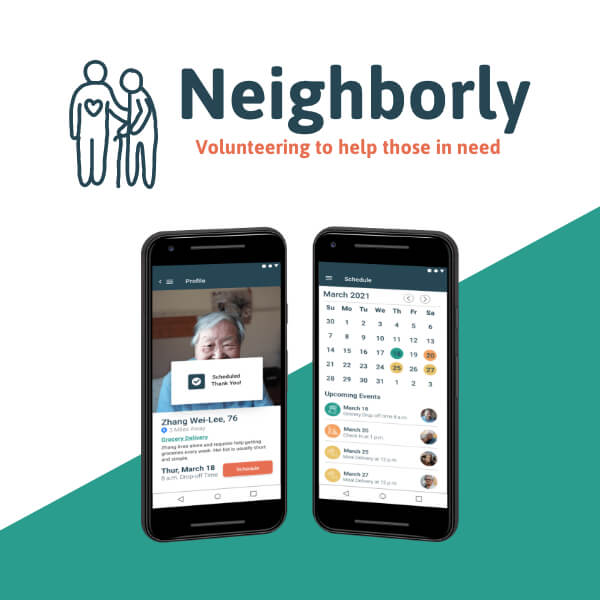 Neighborly
Volunteering to help those in need
Profile
Scheduled
Thank You!
Zhang Wei-Lee, 76
3 Miles Away
Grocery Delivery
Zhang lives alone and requires help getting
groceries every week. Her list is usually short
and simple.
Thur, March 18
8 a.m. Drop-off Time
Schedule
Schedule
March 2021
Su Mo Tu We Th Fr Sa
30 1 2 3 4 5 6
7 8 9 10 11 12 13
14 15 16 17 18 19 20
21 22 23 24 25 26 27
28 29 30 31 1 2 3
Upcoming Events
March 18
Grocery Drop-off time 8 a.m.
March 20
Check In at 1 p.m.
March 25
Meal Delivery at 12 p.m.
March 27
Meal Delivery at 12 p.m.